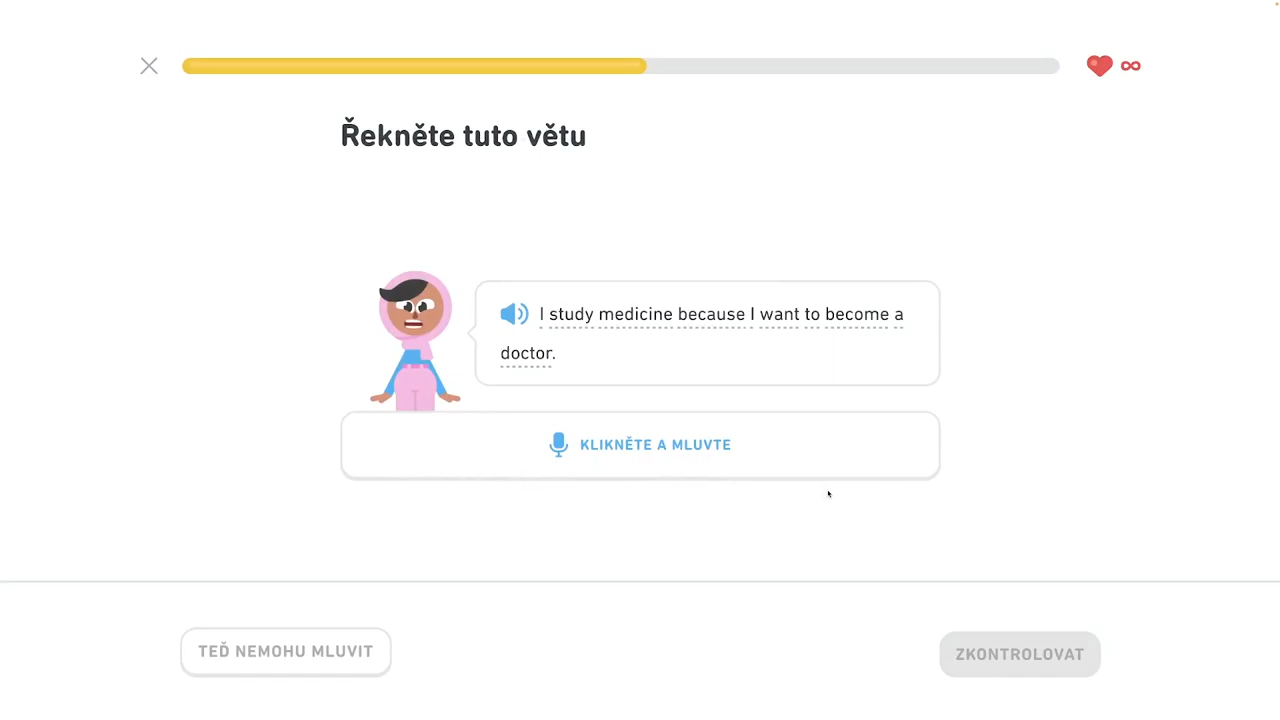 Řekněte tuto větu
I study medicine because I want to become a
doctor.
KLIKNĚTE A MLUVTE
TEĎ NEMOHU MLUVIT
ZKONTROLOVAT